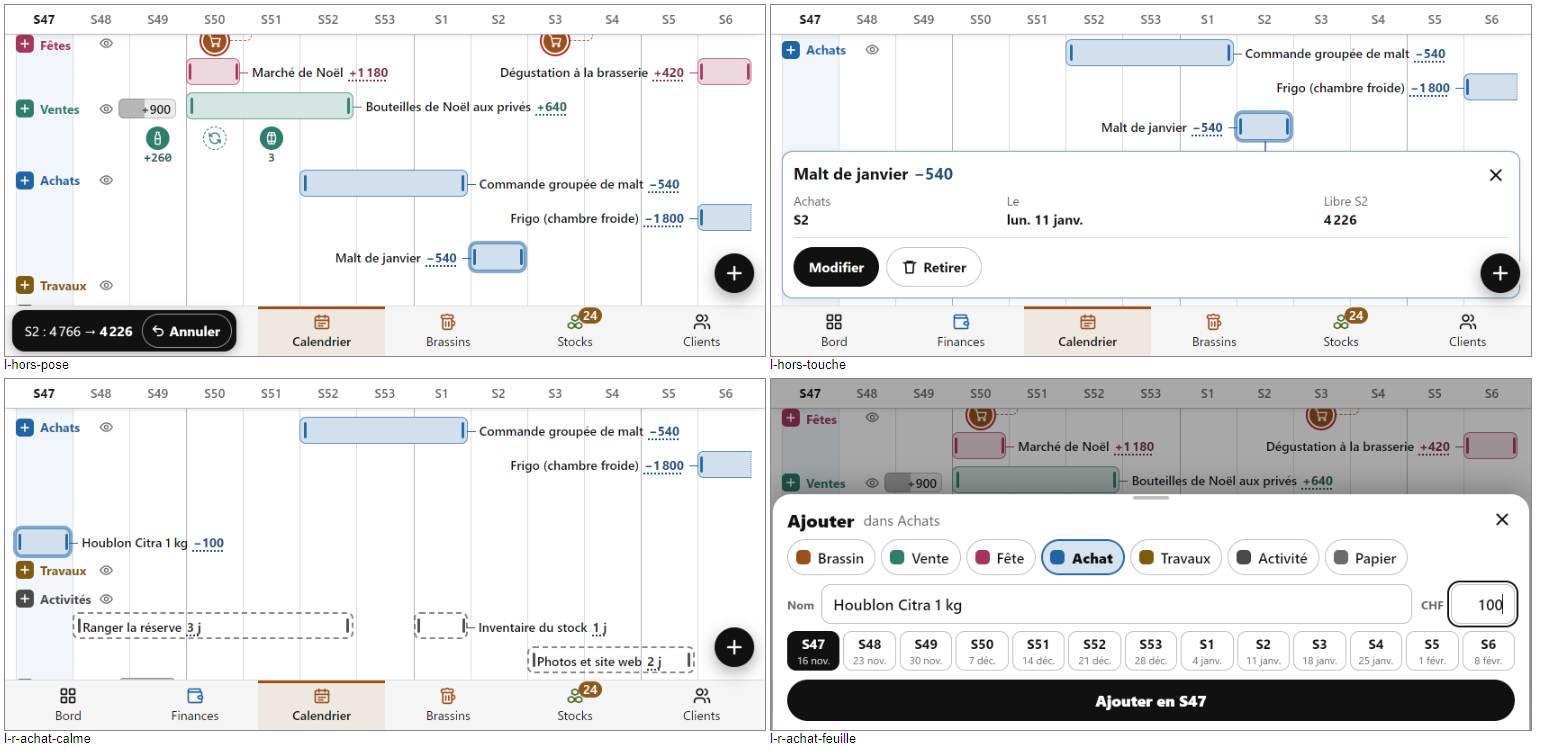 S47 S48 S49 S50 S51 S52 S53 S1 S2 S3 S4 S5 S6
Fêtes
Marché de Noël +1 180
Dégustation à la brasserie +420
Ventes +900
Bouteilles de Noël aux privés +640
+260
3
Achats
Commande groupée de malt −540
Frigo (chambre froide) −1 800
Malt de janvier −540
Travaux
S2 : 4 766 → 4 226 Annuler
Calendrier Brassins Stocks 24 Clients
l-hors-pose
S47 S48 S49 S50 S51 S52 S53 S1 S2 S3 S4 S5 S6
Achats
Commande groupée de malt −540
Frigo (chambre froide) −1 800
Malt de janvier −540
Malt de janvier −540
Achats Le Libre S2
S2 lun. 11 janv. 4 226
Modifier Retirer
Bord Finances Calendrier Brassins Stocks 24 Clients
l-hors-touche
S47 S48 S49 S50 S51 S52 S53 S1 S2 S3 S4 S5 S6
Achats
Commande groupée de malt −540
Frigo (chambre froide) −1 800
Houblon Citra 1 kg −100
Travaux
Activités
Ranger la réserve 3 j
Inventaire du stock 1 j
Photos et site web 2 j
Bord Finances Calendrier Brassins Stocks 24 Clients
l-r-achat-calme
S47 S48 S49 S50 S51 S52 S53 S1 S2 S3 S4 S5 S6
Fêtes
Marché de Noël +1 180
Dégustation à la brasserie +420
Ventes +900
Bouteilles de Noël aux privés +640
Ajouter dans Achats
Brassin Vente Fête Achat Travaux Activité Papier
Nom Houblon Citra 1 kg CHF 100
S47 S48 S49 S50 S51 S52 S53 S1 S2 S3 S4 S5 S6
16 nov. 23 nov. 30 nov. 7 déc. 14 déc. 21 déc. 28 déc. 4 janv. 11 janv. 18 janv. 25 janv. 1 févr. 8 févr.
Ajouter en S47
l-r-achat-feuille